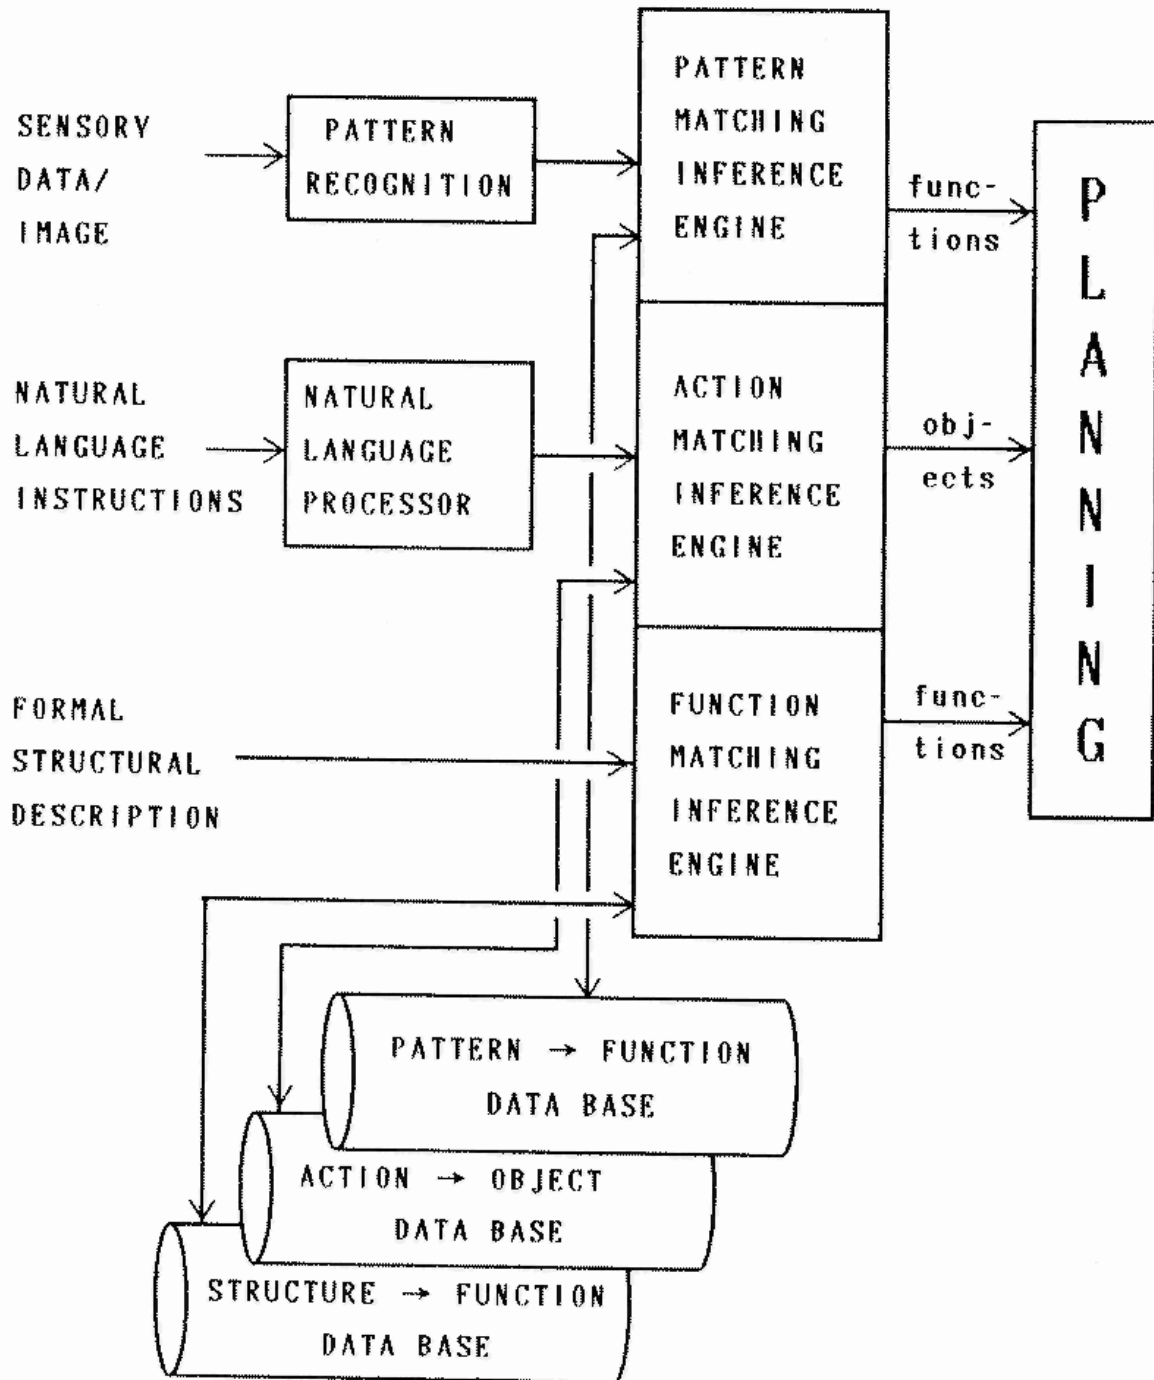 SENSORY
DATA/
IMAGE
PATTERN
RECOGNITION
PATTERN
MATCHING
INFERENCE
ENGINE
func-
tions
NATURAL
LANGUAGE
INSTRUCTIONS
NATURAL
LANGUAGE
PROCESSOR
ACTION
MATCHING
INFERENCE
ENGINE
obj-
ects
FORMAL
STRUCTURAL
DESCRIPTION
FUNCTION
MATCHING
INFERENCE
ENGINE
func-
tions
PLANNING
PATTERN → FUNCTION
DATA BASE
ACTION → OBJECT
DATA BASE
STRUCTURE → FUNCTION
DATA BASE